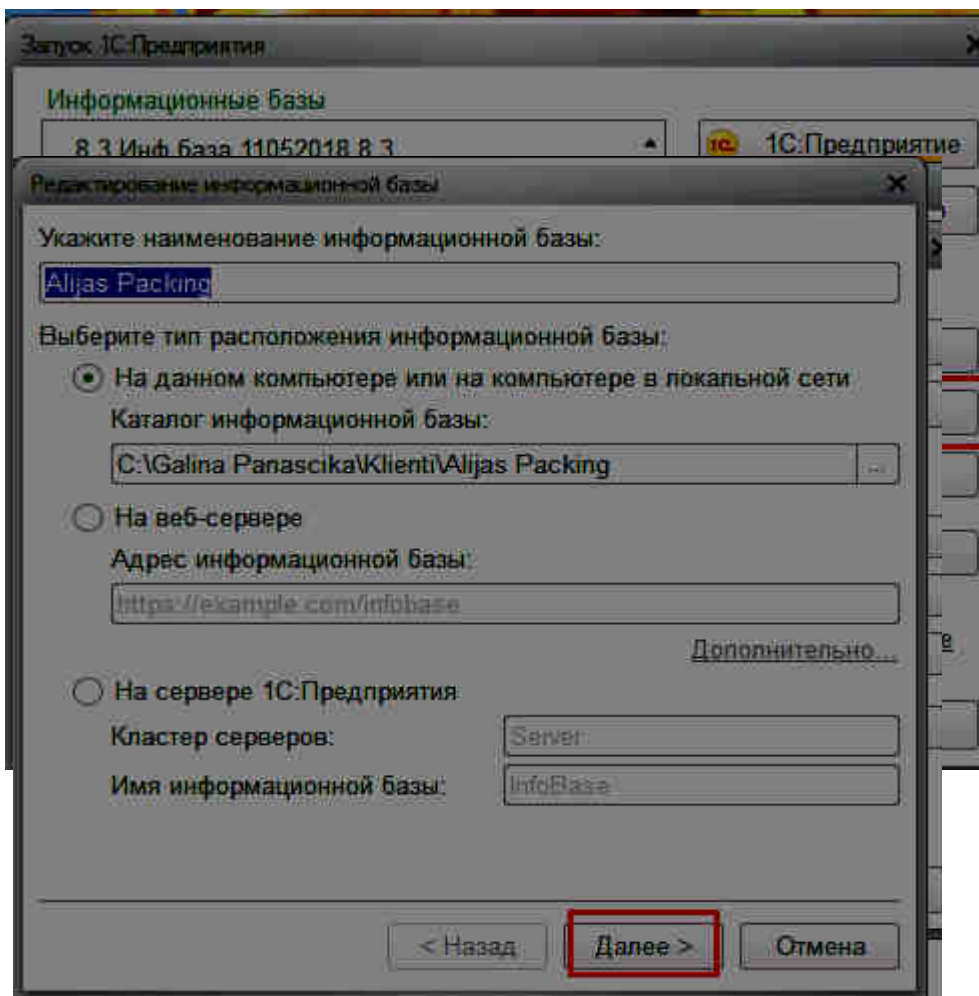 Запуск 1С:Предприятия
Информационные базы
8.3 Инф.база 11052018 8.3
1С:Предприятие
Редактирование информационной базы
Укажите наименование информационной базы:
Alijas Packing
Выберите тип расположения информационной базы:
На данном компьютере или на компьютере в локальной сети
Каталог информационной базы:
C:\Galina Panascika\Klienti\Alijas Packing
...
На веб-сервере
Адрес информационной базы:
https://example.com/infobase
Дополнительно...
На сервере 1С:Предприятия
Кластер серверов:
Server
Имя информационной базы:
InfoBase
< Назад
Далее >
Отмена